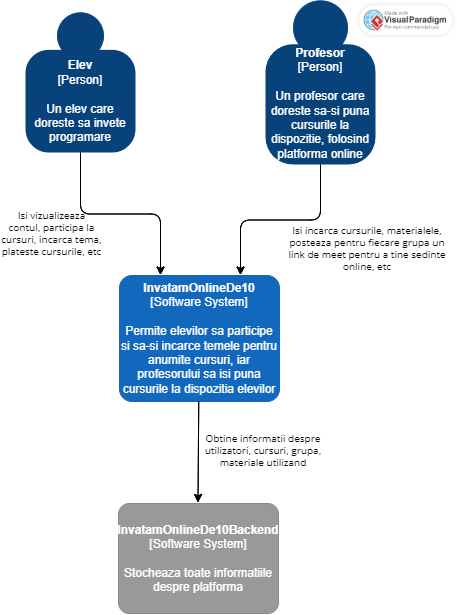 Made with
VisualParadigm
For non-commercial use
Elev
[Person]
Un elev care
doreste sa invete
programare
Profesor
[Person]
Un profesor care
doreste sa-si puna
cursurile la
dispozitie, folosind
platforma online
Isi vizualizeaza
contul, participa la
cursuri, incarca tema,
plateste cursurile, etc
Isi incarca cursurile, materialele,
posteaza pentru fiecare grupa un
link de meet pentru a tine sedinte
online, etc
InvatamOnlineDe10
[Software System]
Permite elevilor sa participe
si sa-si incarce temele pentru
anumite cursuri, iar
profesorului sa isi puna
cursurile la dispozitia elevilor
Obtine informatii despre
utilizatori, cursuri, grupa,
materiale utilizand
InvatamOnlineDe10Backend
[Software System]
Stocheaza toate informatiile
despre platforma